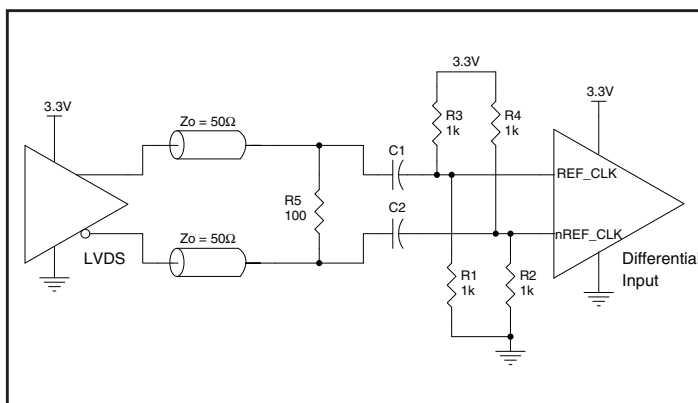 3.3V
3.3V
3.3V
Zo = 50Ω
R3
1k
R4
1k
C1
REF_CLK
R5
100
C2
nREF_CLK
Zo = 50Ω
LVDS
R1
1k
R2
1k
Differential
Input